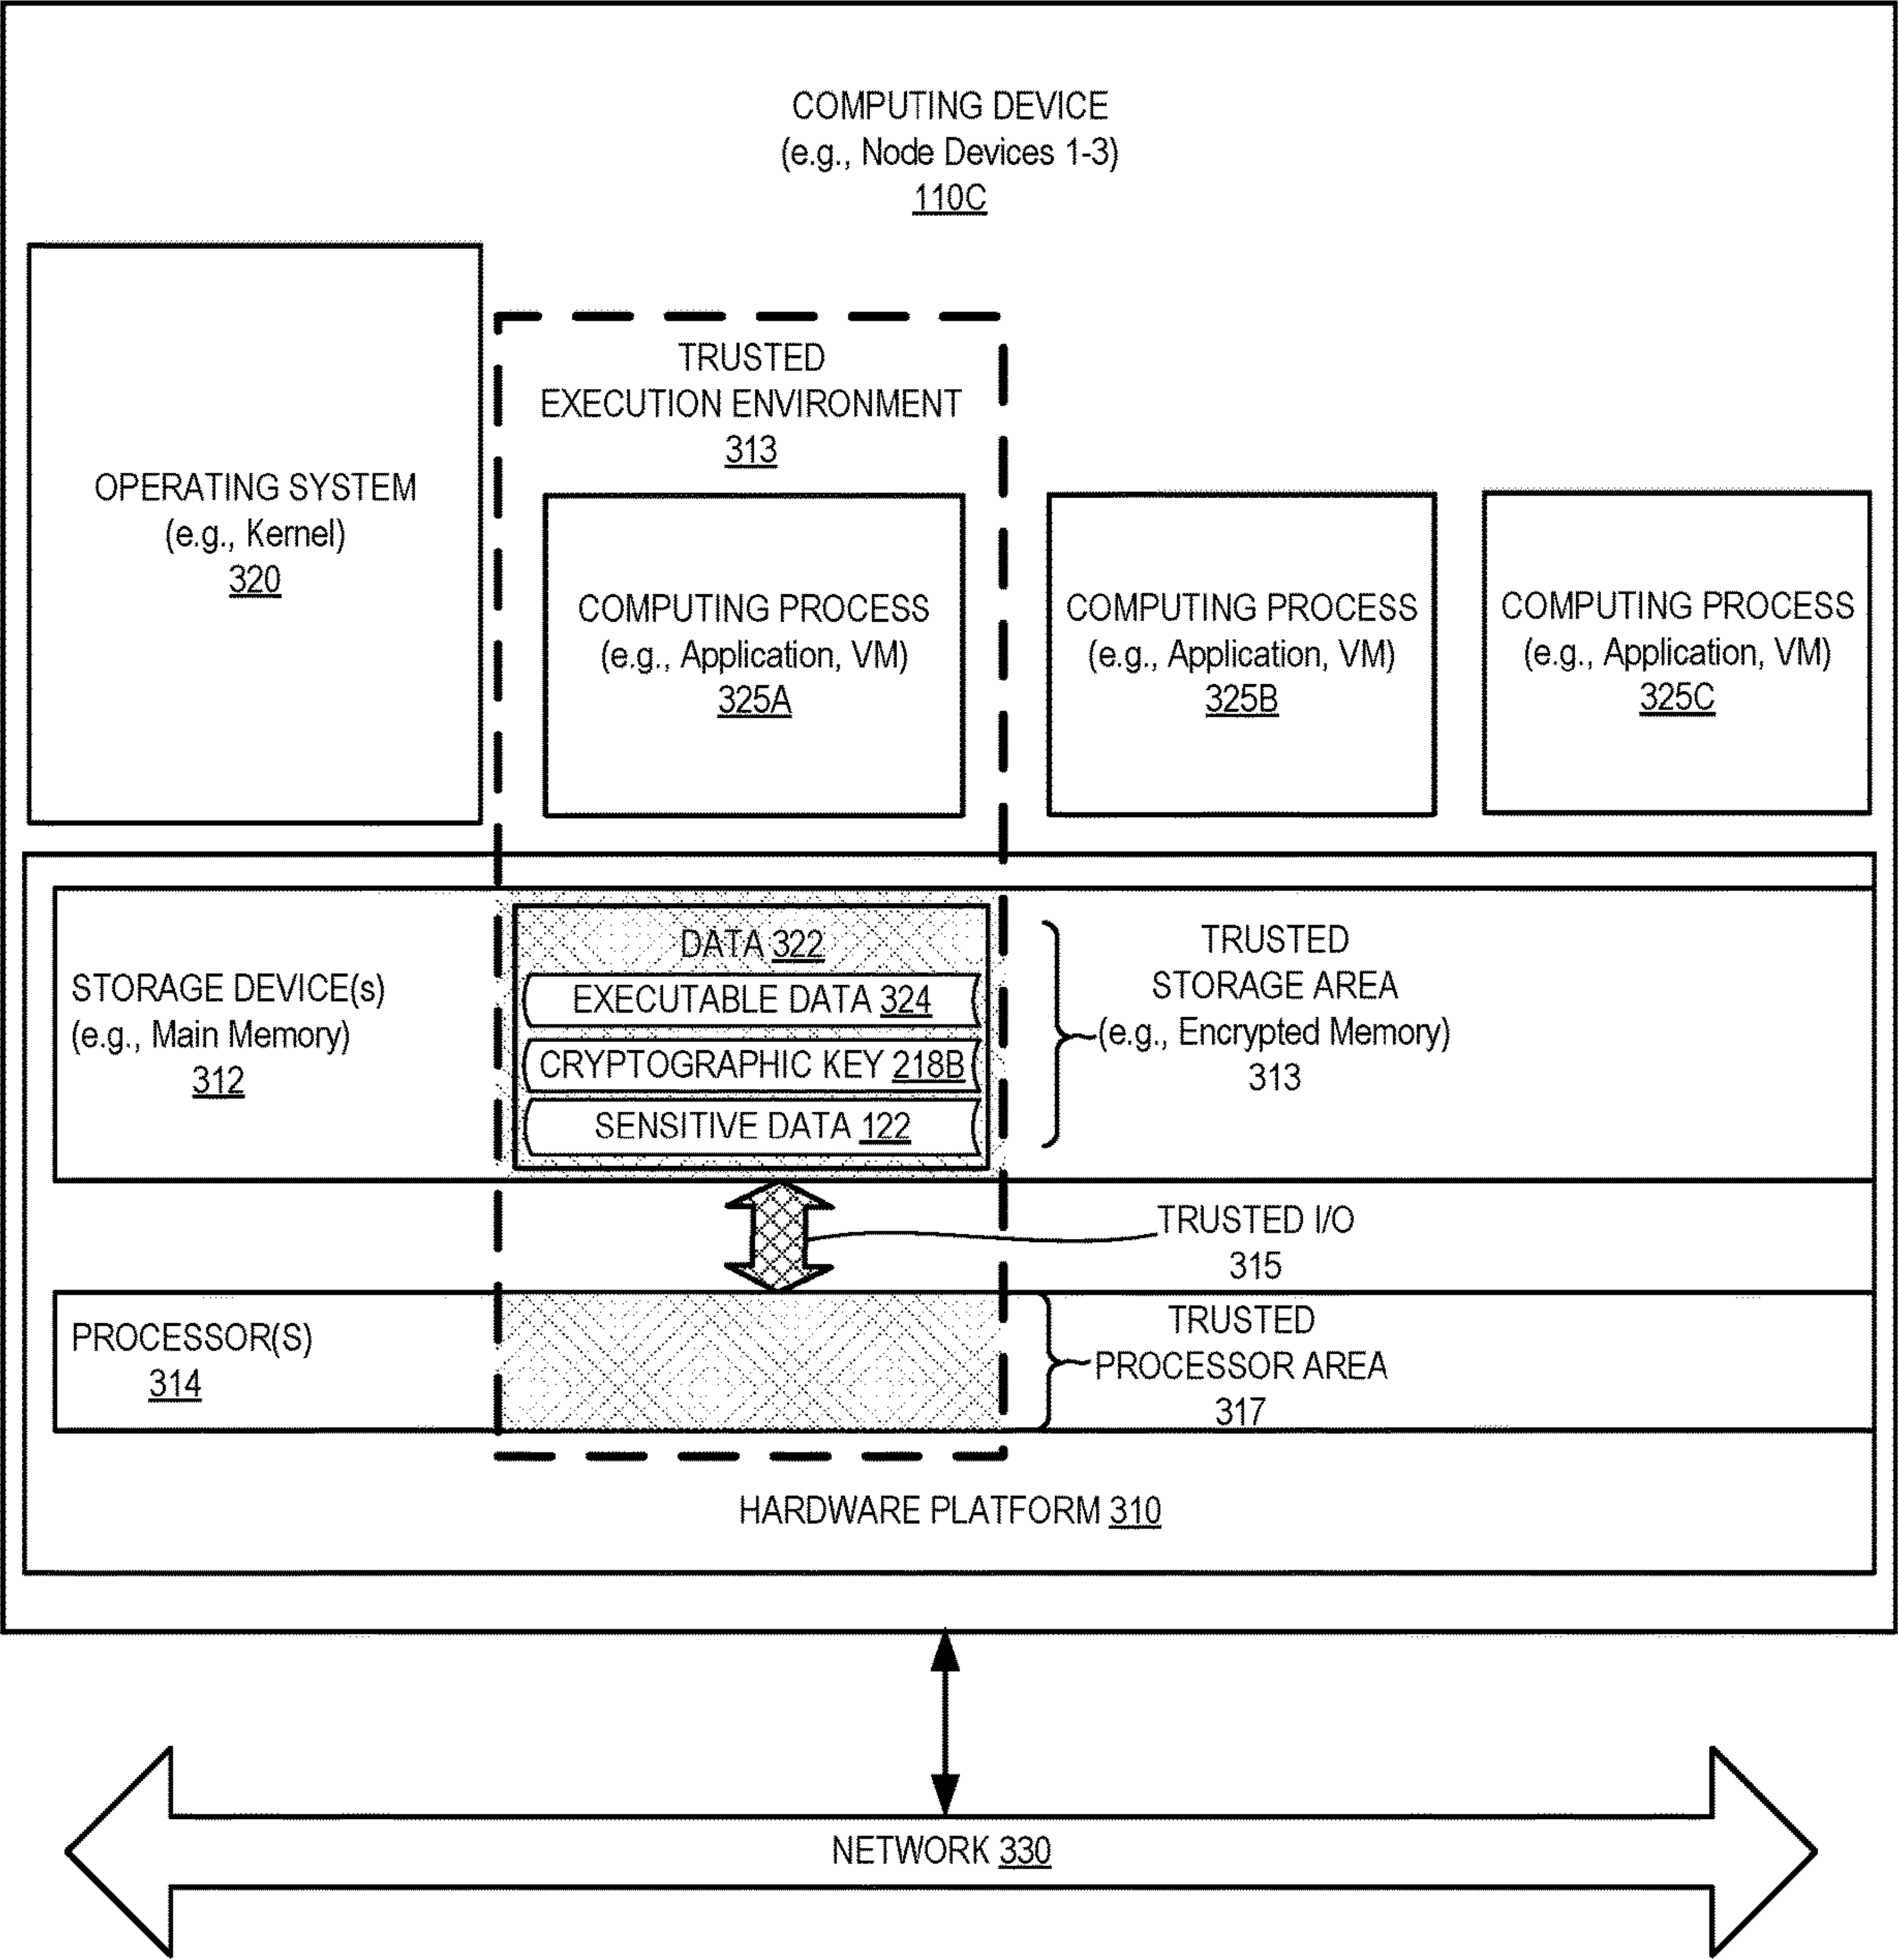 COMPUTING DEVICE
(e.g., Node Devices 1-3)
110C
TRUSTED
EXECUTION ENVIRONMENT
313
OPERATING SYSTEM
(e.g., Kernel)
320
COMPUTING PROCESS
(e.g., Application, VM)
325A
COMPUTING PROCESS
(e.g., Application, VM)
325B
COMPUTING PROCESS
(e.g., Application, VM)
325C
STORAGE DEVICE(s)
(e.g., Main Memory)
312
DATA 322
EXECUTABLE DATA 324
CRYPTOGRAPHIC KEY 218B
SENSITIVE DATA 122
TRUSTED
STORAGE AREA
(e.g., Encrypted Memory)
313
TRUSTED I/O
315
PROCESSOR(S)
314
TRUSTED
PROCESSOR AREA
317
HARDWARE PLATFORM 310
NETWORK 330